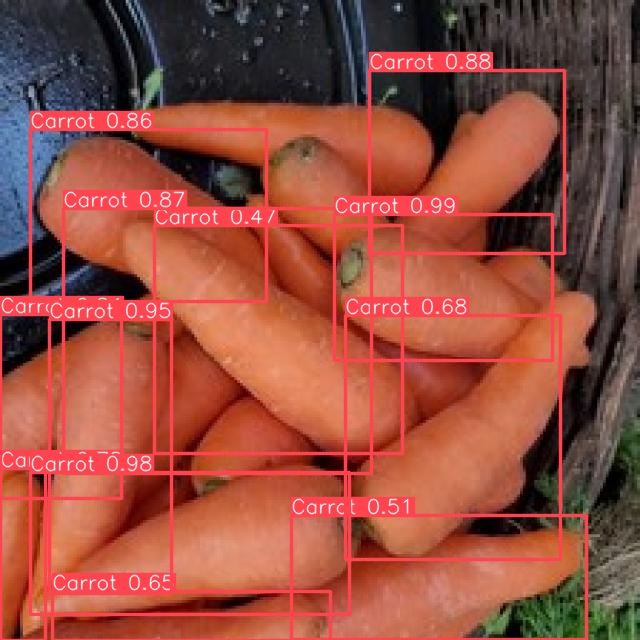 Carrot 0.88
Carrot 0.86
Carrot 0.87
Carrot 0.99
Carrot 0.47
Carrot 0.95
Carrot 0.68
Carrot 0.98
Carrot 0.51
Carrot 0.65